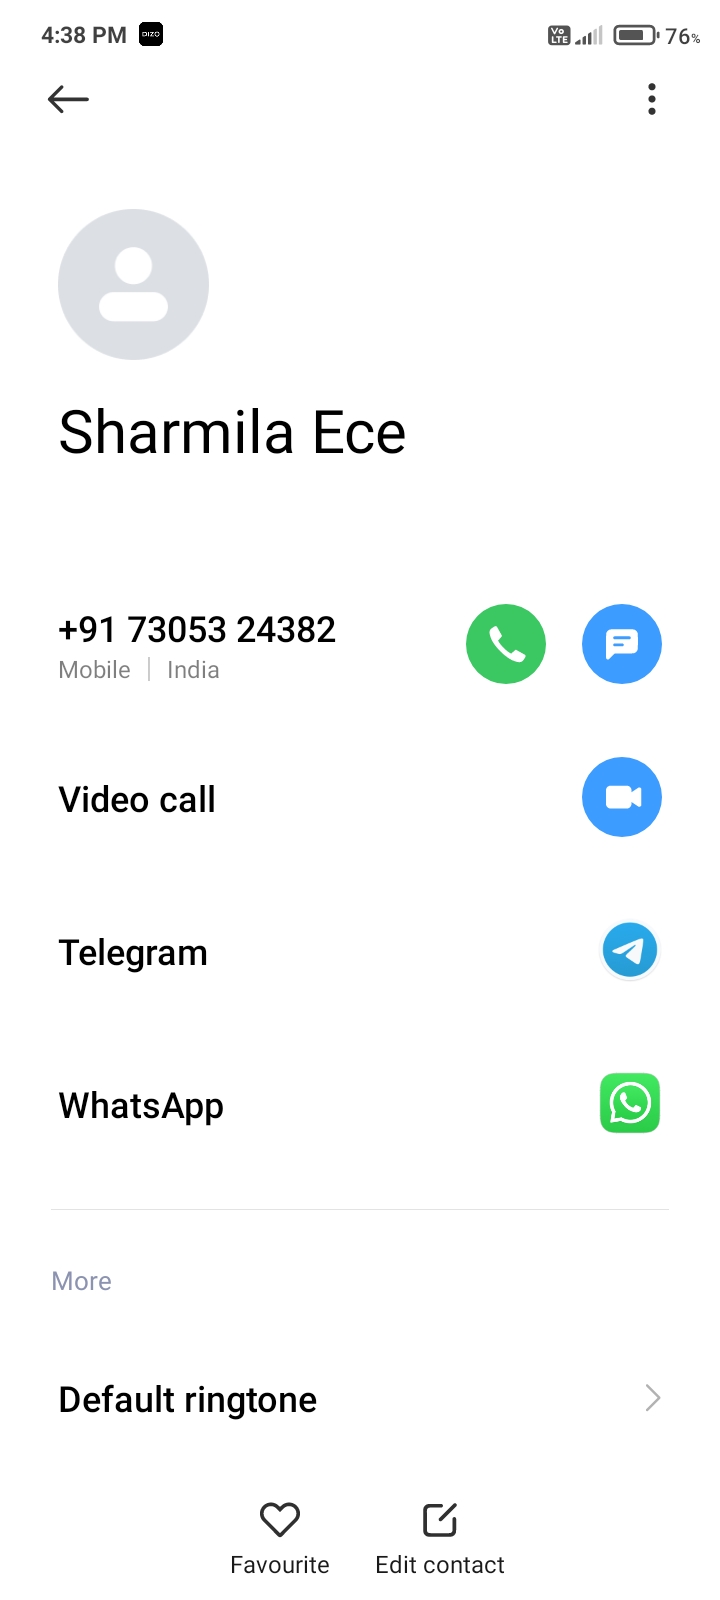 4:38 PM DIZO Vo LTE 76%
Sharmila Ece
+91 73053 24382
Mobile | India
Video call
Telegram
WhatsApp
More
Default ringtone
Favourite Edit contact